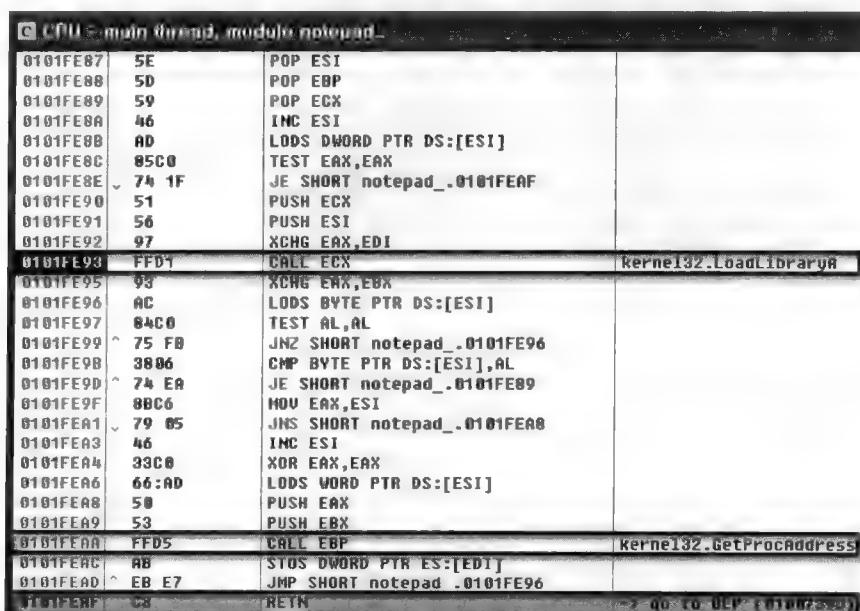 C CPU - main thread, module notepad_
0101FE87 5E POP ESI
0101FE88 5D POP EBP
0101FE89 59 POP ECX
0101FE8A 46 INC ESI
0101FE8B AD LODS DWORD PTR DS:[ESI]
0101FE8C 85C0 TEST EAX,EAX
0101FE8E 74 1F JE SHORT notepad_.0101FEAF
0101FE90 51 PUSH ECX
0101FE91 56 PUSH ESI
0101FE92 97 XCHG EAX,EDI
0101FE93 FFD1 CALL ECX kernel32.LoadLibraryA
0101FE95 93 XCHG EAX,EBX
0101FE96 AC LODS BYTE PTR DS:[ESI]
0101FE97 84C0 TEST AL,AL
0101FE99 ^ 75 FB JNZ SHORT notepad_.0101FE96
0101FE9B 3806 CMP BYTE PTR DS:[ESI],AL
0101FE9D ^ 74 EA JE SHORT notepad_.0101FE89
0101FE9F 8BC6 MOV EAX,ESI
0101FEA1 79 05 JNS SHORT notepad_.0101FEA8
0101FEA3 46 INC ESI
0101FEA4 33C0 XOR EAX,EAX
0101FEA6 66:AD LODS WORD PTR DS:[ESI]
0101FEA8 50 PUSH EAX
0101FEA9 53 PUSH EBX
0101FEAA FFD5 CALL EBP kernel32.GetProcAddress
0101FEAC AB STOS DWORD PTR ES:[EDI]
0101FEAD ^ EB E7 JMP SHORT notepad_.0101FE96
0101FEAF C3 RETN -> go to OEP